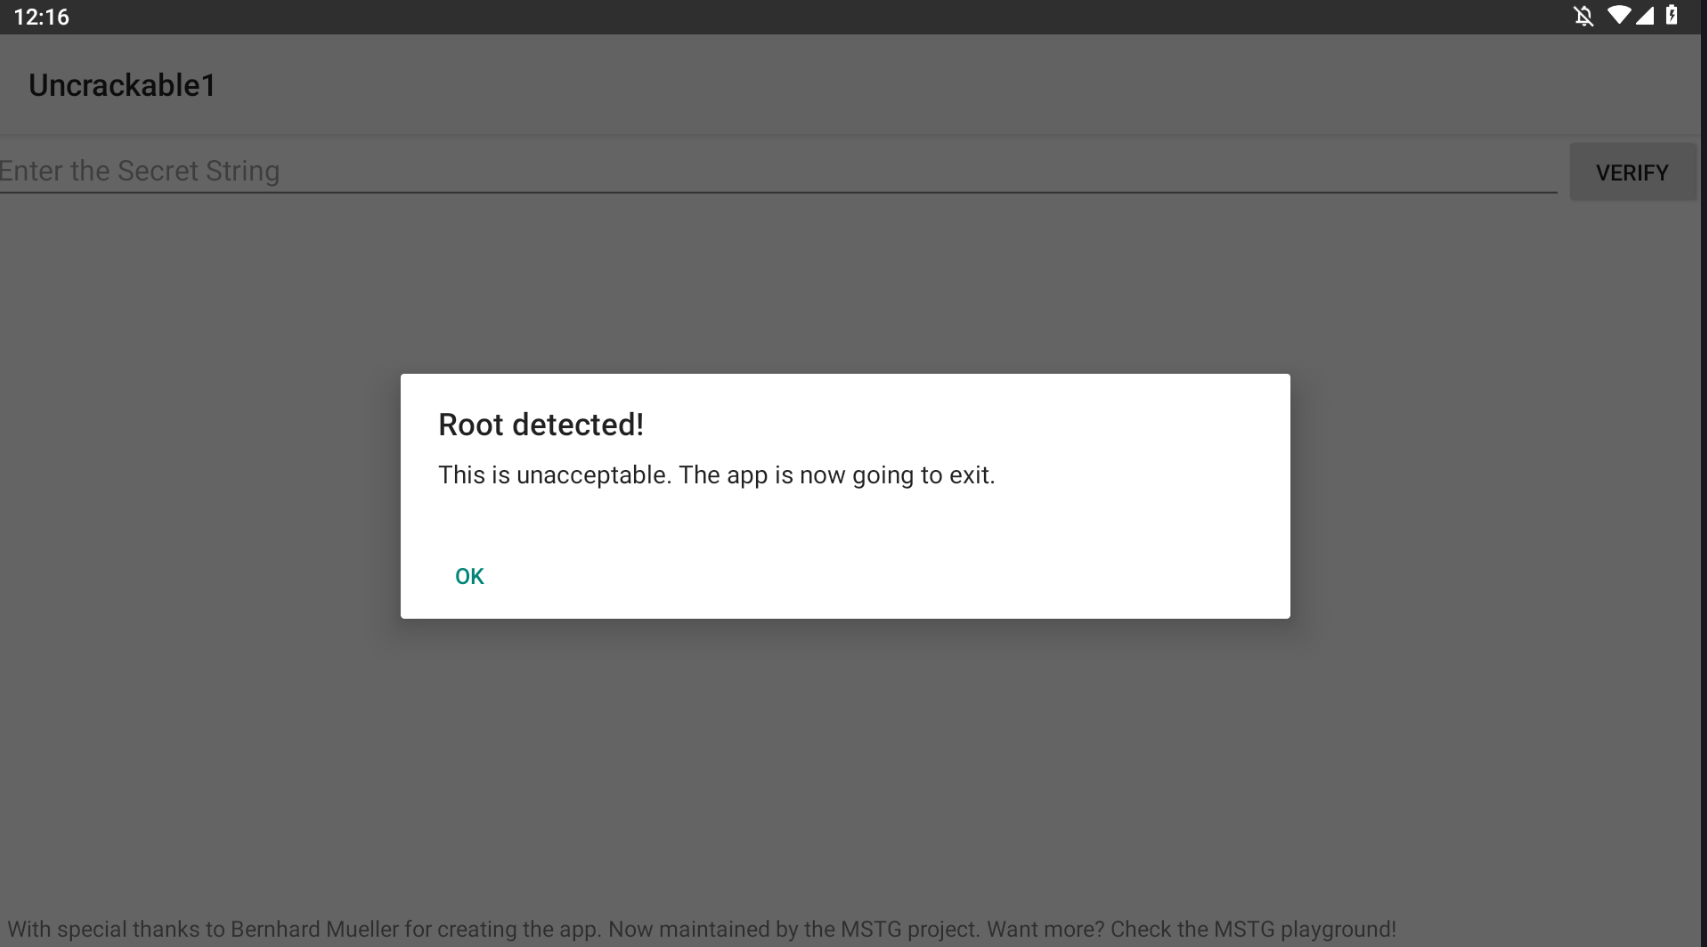 12:16
Uncrackable1
Enter the Secret String
VERIFY
Root detected!
This is unacceptable. The app is now going to exit.
OK
With special thanks to Bernhard Mueller for creating the app. Now maintained by the MSTG project. Want more? Check the MSTG playground!